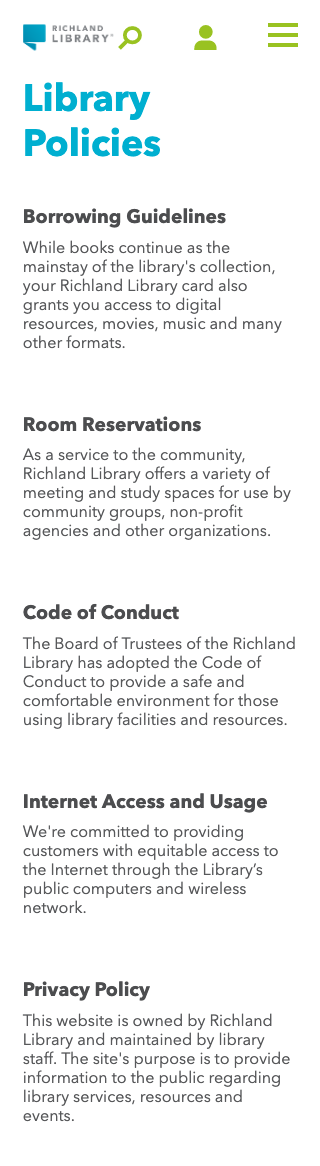 RICHLAND
LIBRARY
Library
Policies
Borrowing Guidelines
While books continue as the
mainstay of the library's collection,
your Richland Library card also
grants you access to digital
resources, movies, music and many
other formats.
Room Reservations
As a service to the community,
Richland Library offers a variety of
meeting and study spaces for use by
community groups, non-profit
agencies and other organizations.
Code of Conduct
The Board of Trustees of the Richland
Library has adopted the Code of
Conduct to provide a safe and
comfortable environment for those
using library facilities and resources.
Internet Access and Usage
We're committed to providing
customers with equitable access to
the Internet through the Library’s
public computers and wireless
network.
Privacy Policy
This website is owned by Richland
Library and maintained by library
staff. The site's purpose is to provide
information to the public regarding
library services, resources and
events.